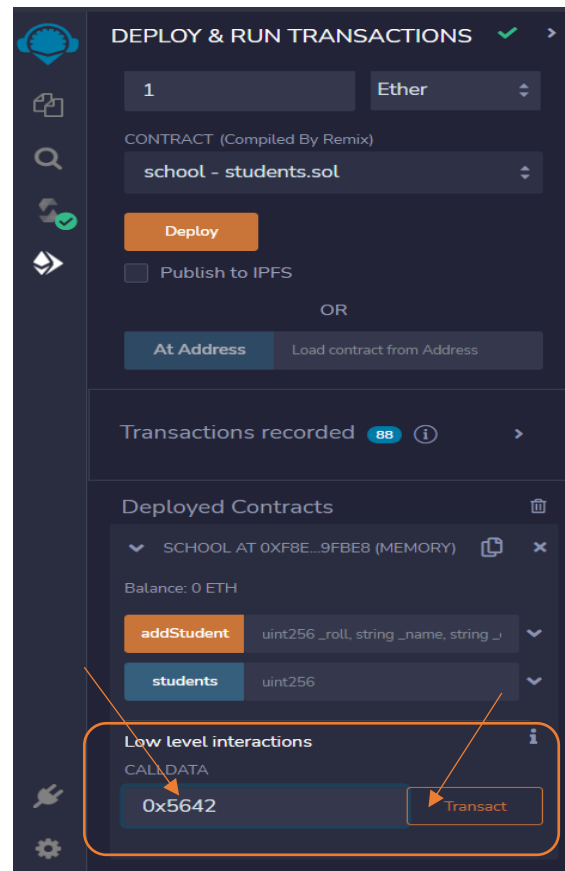 DEPLOY & RUN TRANSACTIONS
1 Ether
CONTRACT (Compiled By Remix)
school - students.sol
Deploy
Publish to IPFS
OR
At Address Load contract from Address
Transactions recorded 88 i
Deployed Contracts
SCHOOL AT 0XF8E...9FBE8 (MEMORY)
Balance: 0 ETH
addStudent uint256 _roll, string _name, string _
students uint256
Low level interactions i
CALLDATA
0x5642 Transact